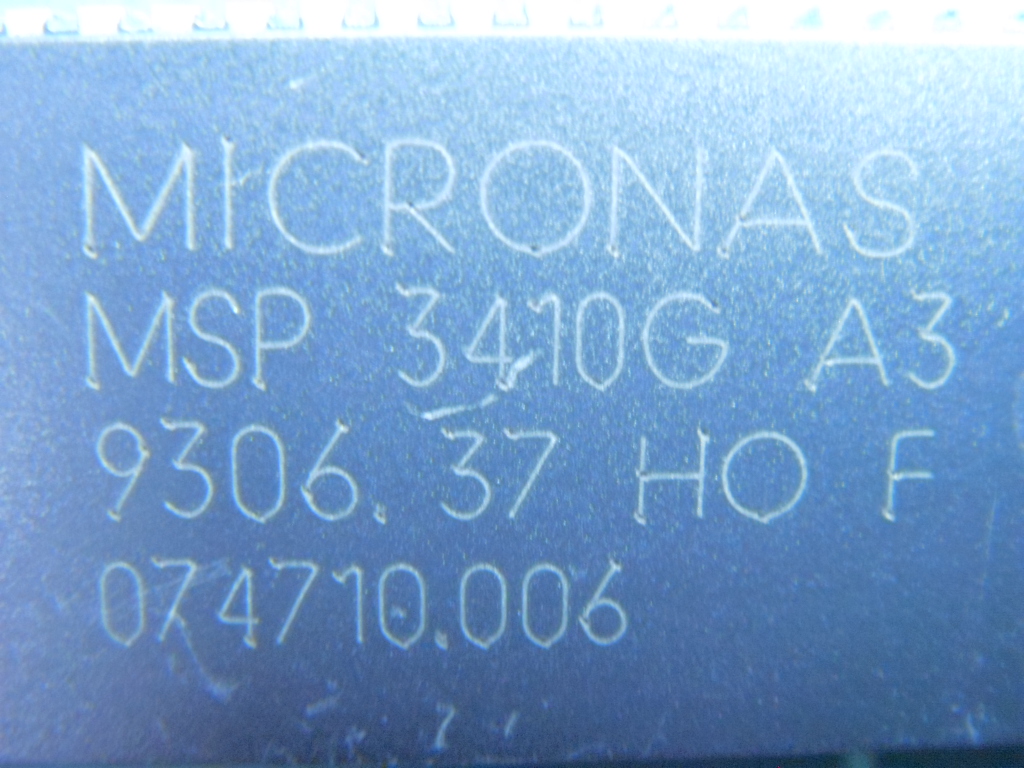 MICRONAS
MSP 3410G A3
9306.37 HO F
074710.006